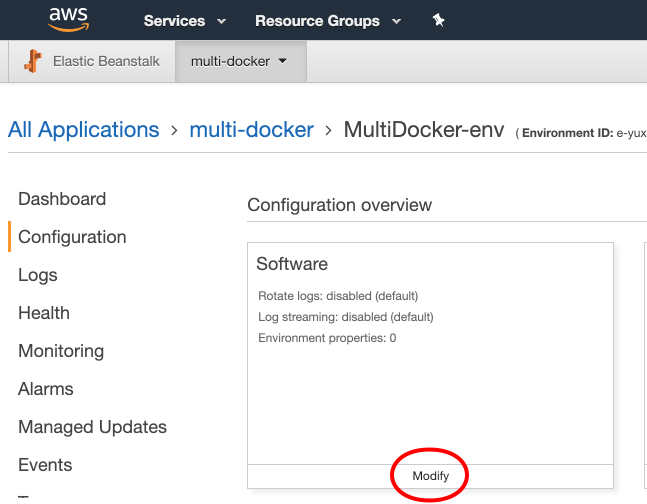 aws Services Resource Groups
Elastic Beanstalk multi-docker
All Applications › multi-docker › MultiDocker-env ( Environment ID: e-yux
Dashboard
Configuration
Logs
Health
Monitoring
Alarms
Managed Updates
Events
Configuration overview
Software
Rotate logs: disabled (default)
Log streaming: disabled (default)
Environment properties: 0
Modify